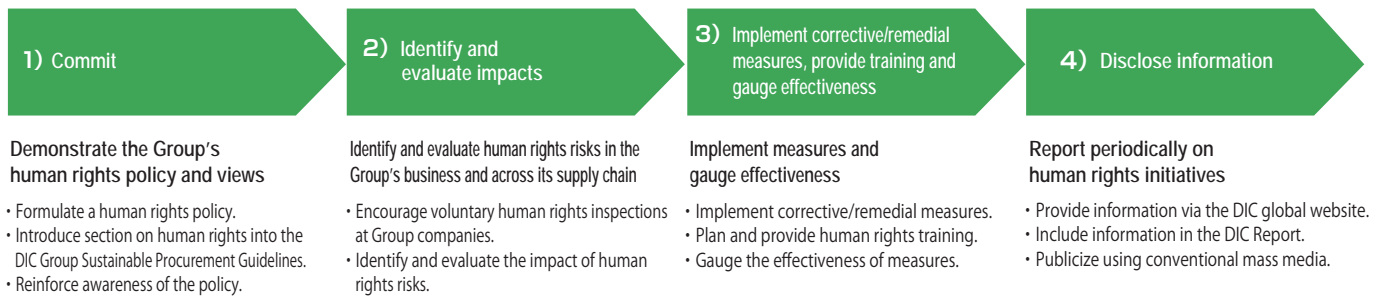 1) Commit
Demonstrate the Group's
human rights policy and views
・Formulate a human rights policy.
・Introduce section on human rights into the
DIC Group Sustainable Procurement Guidelines.
・Reinforce awareness of the policy.
2) Identify and
evaluate impacts
Identify and evaluate human rights risks in the
Group's business and across its supply chain
・Encourage voluntary human rights inspections
at Group companies.
・Identify and evaluate the impact of human
rights risks.
3) Implement corrective/remedial
measures, provide training and
gauge effectiveness
Implement measures and
gauge effectiveness
・Implement corrective/remedial measures.
・Plan and provide human rights training.
・Gauge the effectiveness of measures.
4) Disclose information
Report periodically on
human rights initiatives
・Provide information via the DIC global website.
・Include information in the DIC Report.
・Publicize using conventional mass media.